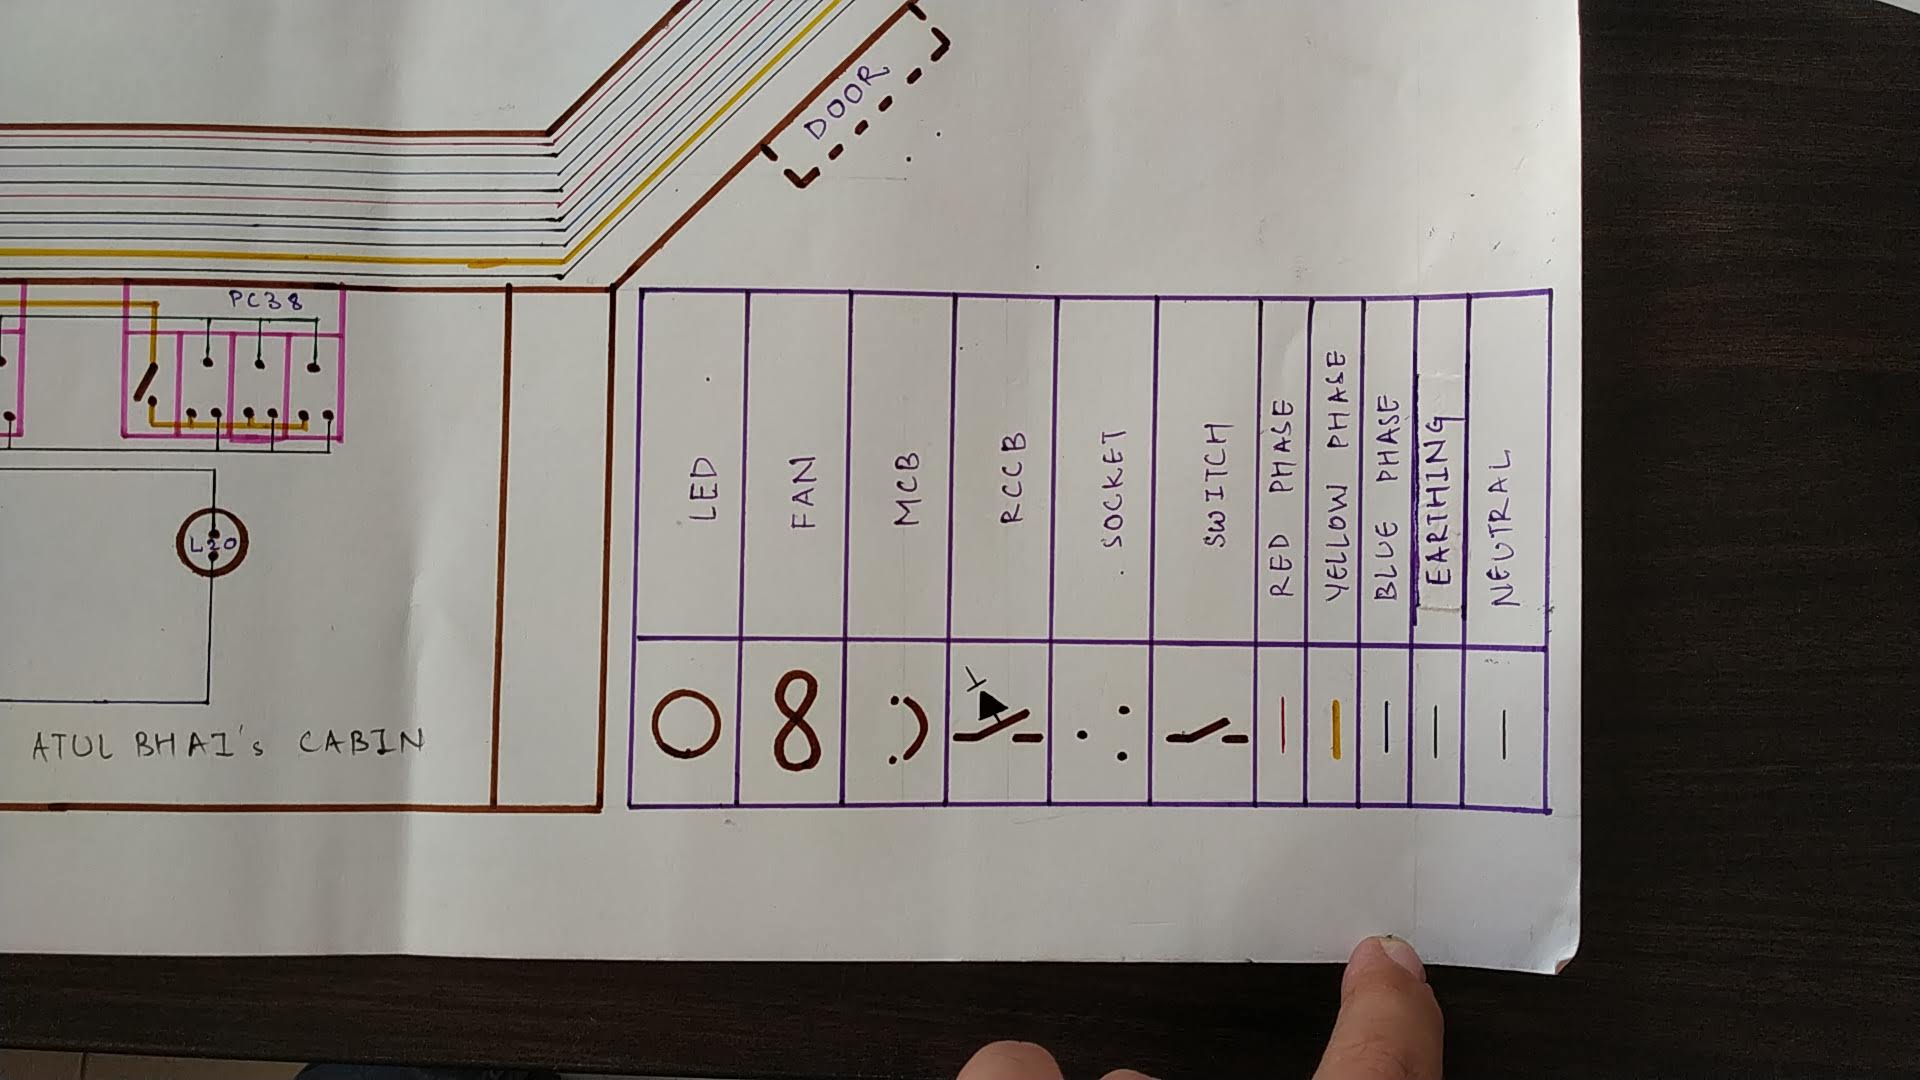 DOOR
PC38
L20
ATUL BHAI's CABIN
LED
FAN
MCB
RCCB
SOCKET
SWITCH
RED PHASE
YELLOW PHASE
BLUE PHASE
EARTHING
NEUTRAL